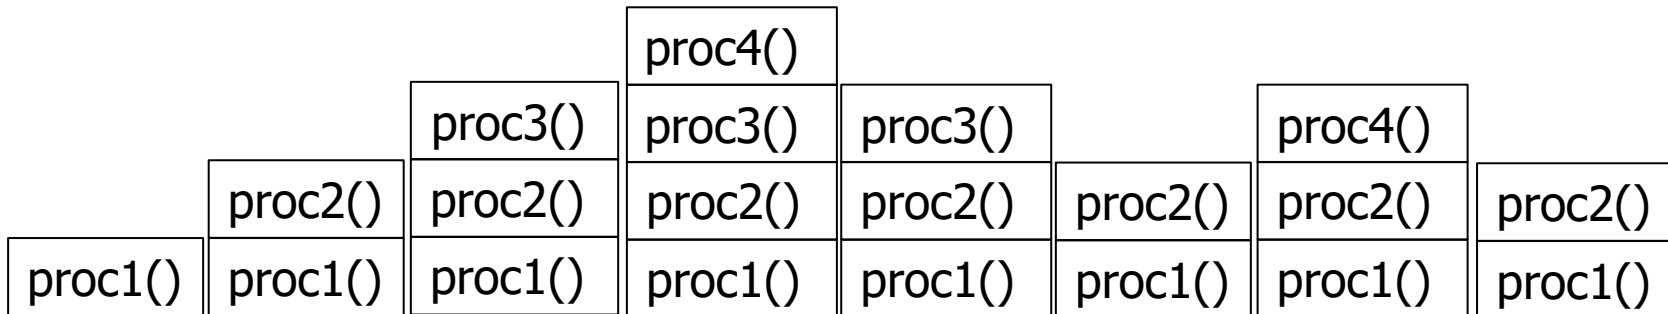 proc4()
proc3() proc3() proc3() proc4()
proc2() proc2() proc2() proc2() proc2() proc2() proc2()
proc1() proc1() proc1() proc1() proc1() proc1() proc1() proc1()